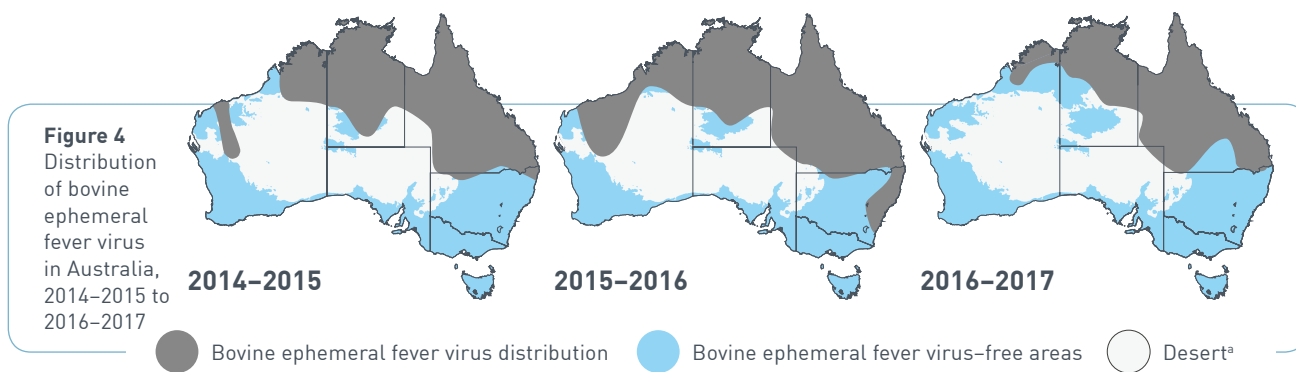 Figure 4
Distribution
of bovine
ephemeral
fever virus
in Australia,
2014–2015 to
2016–2017
2014–2015
2015–2016
2016–2017
Bovine ephemeral fever virus distribution
Bovine ephemeral fever virus–free areas
Desertᵃ